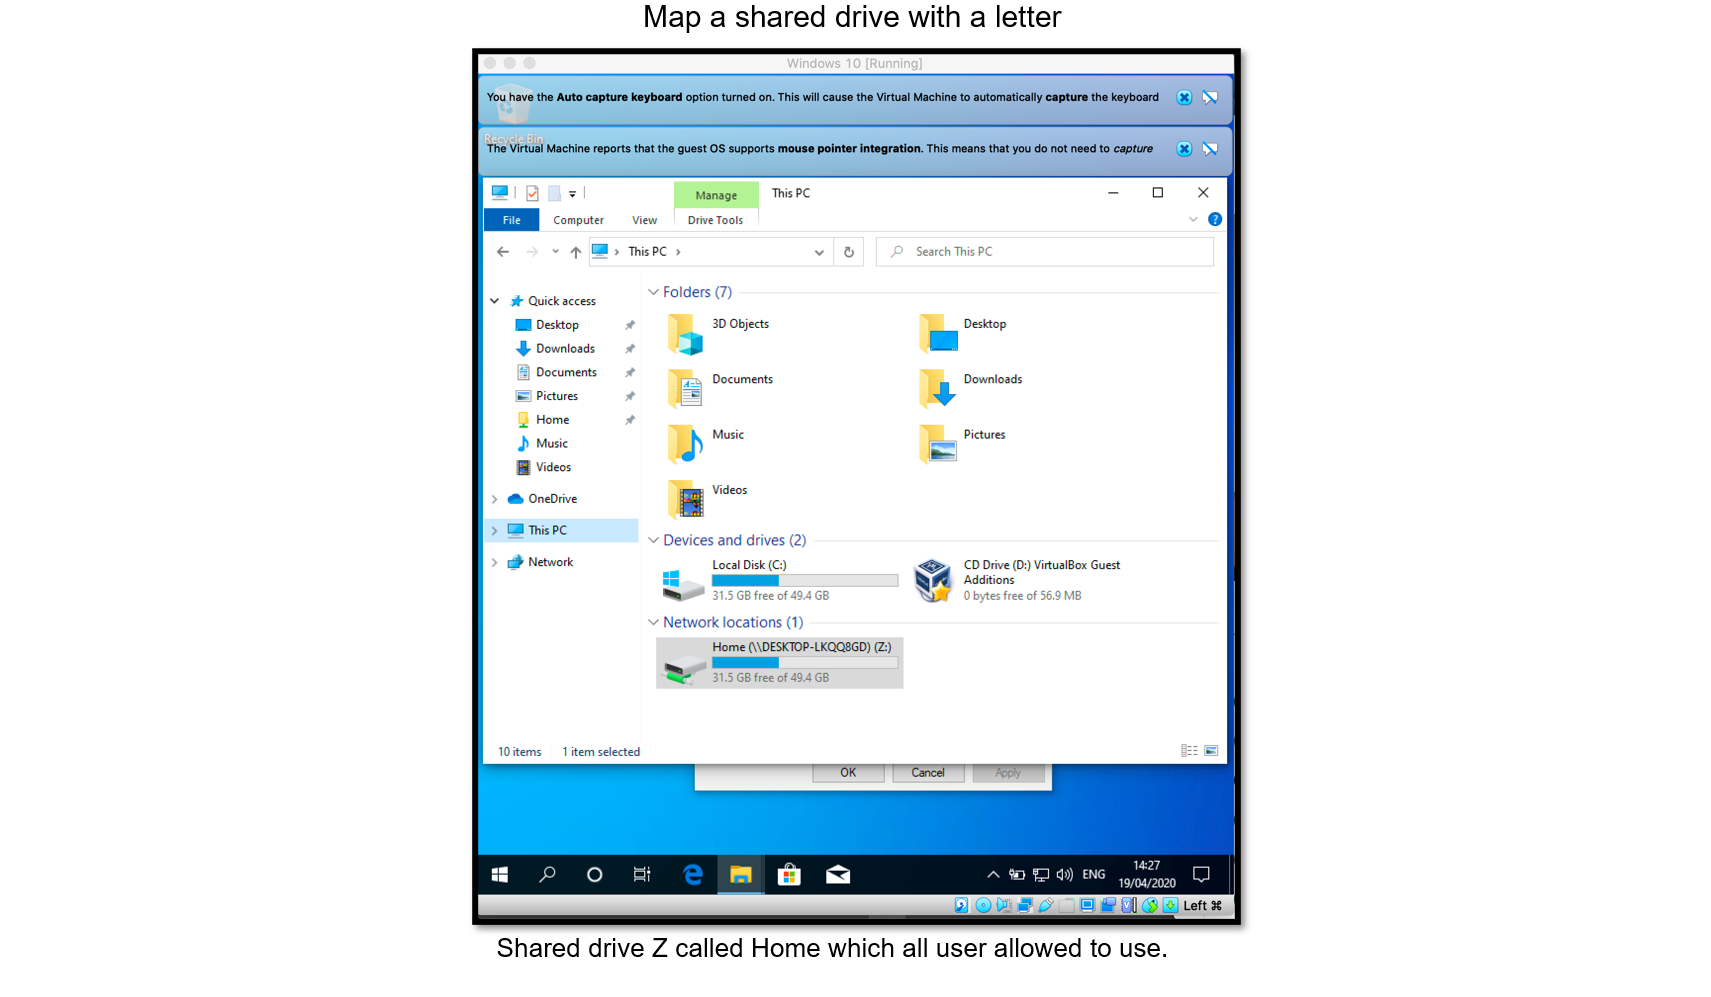 Map a shared drive with a letter
Windows 10 [Running]
You have the Auto capture keyboard option turned on. This will cause the Virtual Machine to automatically capture the keyboard
Recycle Bin
The Virtual Machine reports that the guest OS supports mouse pointer integration. This means that you do not need to capture
Manage This PC
File Computer View Drive Tools
This PC Search This PC
Quick access
Desktop
Downloads
Documents
Pictures
Home
Music
Videos
OneDrive
This PC
Network
Folders (7)
3D Objects Desktop
Documents Downloads
Music Pictures
Videos
Devices and drives (2)
Local Disk (C:)
31.5 GB free of 49.4 GB
CD Drive (D:) VirtualBox Guest
Additions
0 bytes free of 56.9 MB
Network locations (1)
Home (\\DESKTOP-LKQQ8GD) (Z:)
31.5 GB free of 49.4 GB
10 items 1 item selected
OK Cancel Apply
ENG
14:27
19/04/2020
Left ⌘
Shared drive Z called Home which all user allowed to use.